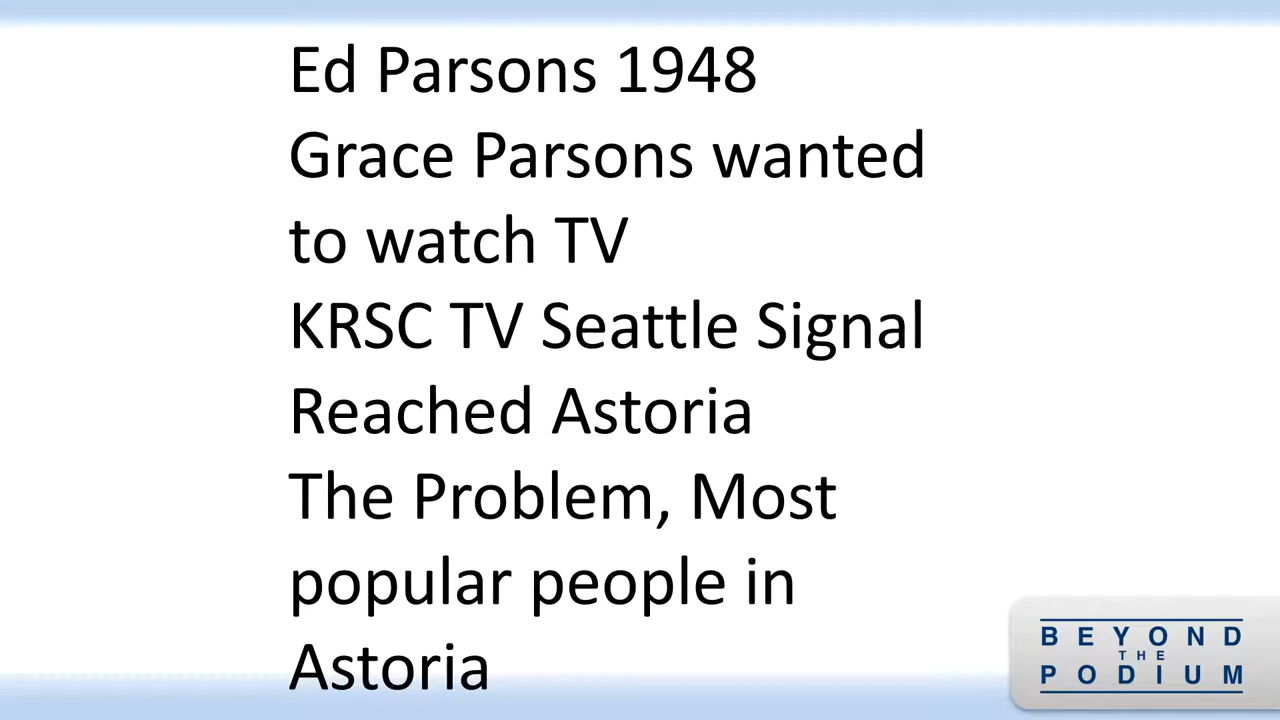 Ed Parsons 1948
Grace Parsons wanted
to watch TV
KRSC TV Seattle Signal
Reached Astoria
The Problem, Most
popular people in
Astoria
BEYOND
THE
PODIUM